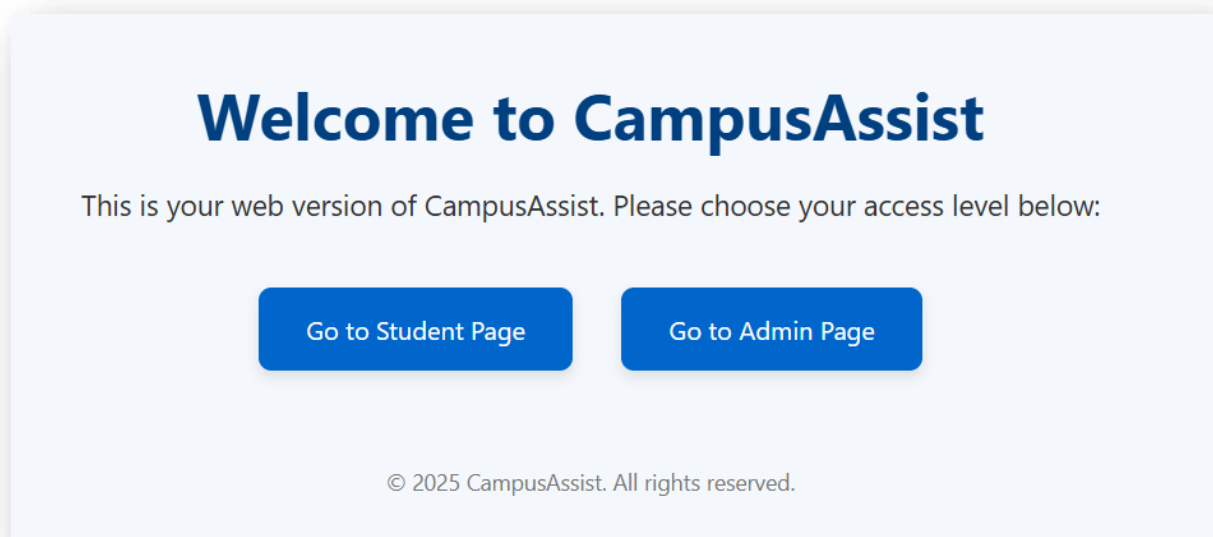 Welcome to CampusAssist
This is your web version of CampusAssist. Please choose your access level below:
Go to Student Page
Go to Admin Page
© 2025 CampusAssist. All rights reserved.